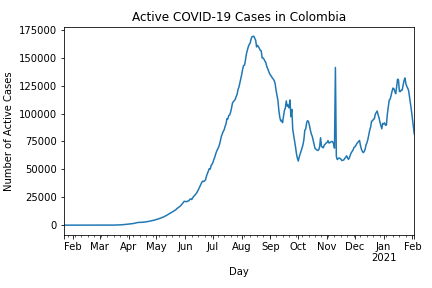 Active COVID-19 Cases in Colombia
Number of Active Cases
175000
150000
125000
100000
75000
50000
25000
0
Feb Mar Apr May Jun Jul Aug Sep Oct Nov Dec Jan Feb
2021
Day